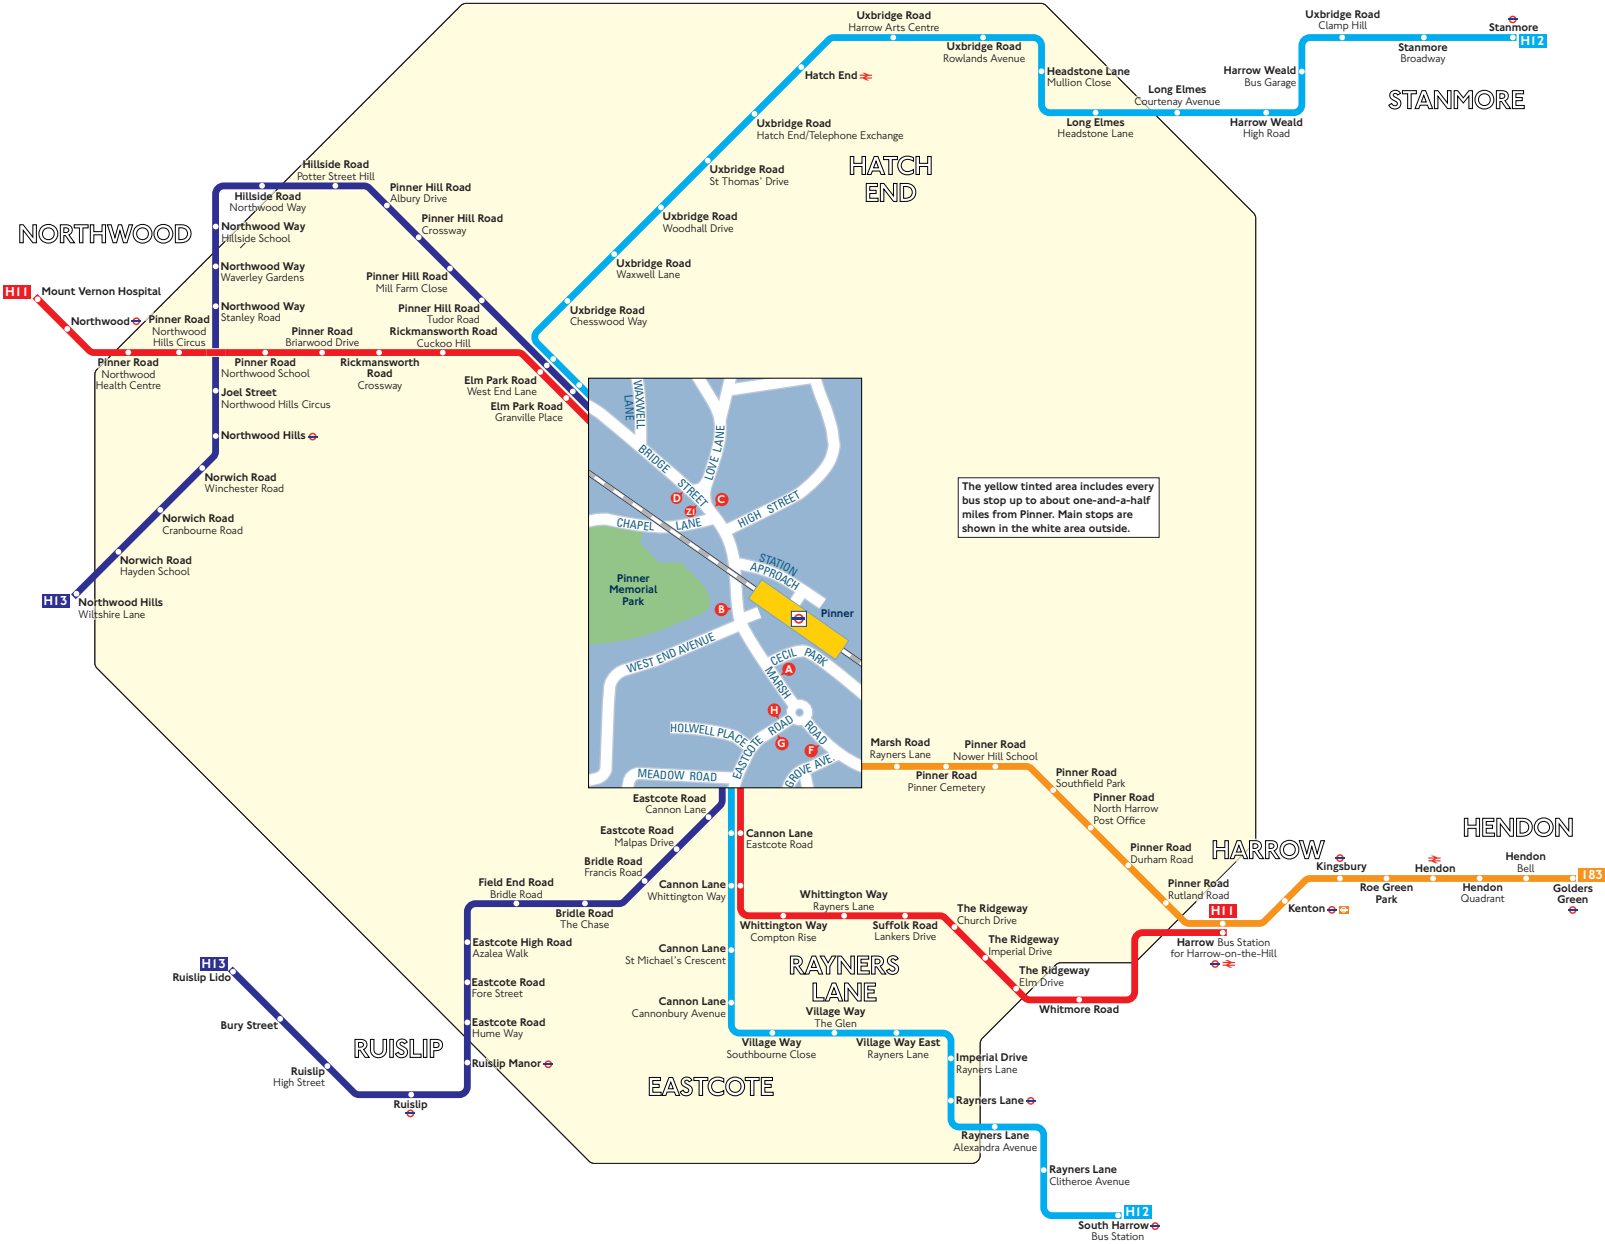 Uxbridge Road
Harrow Arts Centre
Uxbridge Road
Rowlands Avenue
Uxbridge Road
Clamp Hill
Stanmore
H12
Stanmore
Broadway
Hatch End
Headstone Lane
Mullion Close
Harrow Weald
Bus Garage
Long Elmes
Courtenay Avenue
STANMORE
Long Elmes
Headstone Lane
Harrow Weald
High Road
Uxbridge Road
Hatch End/Telephone Exchange
HATCH
END
Uxbridge Road
St Thomas' Drive
Uxbridge Road
Woodhall Drive
Uxbridge Road
Waxwell Lane
Uxbridge Road
Chesswood Way
Hillside Road
Potter Street Hill
Hillside Road
Northwood Way
Pinner Hill Road
Albury Drive
Pinner Hill Road
Crossway
Pinner Hill Road
Mill Farm Close
Pinner Hill Road
Tudor Road
NORTHWOOD
Northwood Way
Hillside School
Northwood Way
Waverley Gardens
Northwood Way
Stanley Road
H11
Mount Vernon Hospital
Northwood
Pinner Road
Northwood
Hills Circus
Pinner Road
Briarwood Drive
Rickmansworth Road
Cuckoo Hill
Pinner Road
Northwood
Health Centre
Pinner Road
Northwood School
Rickmansworth
Road
Crossway
Elm Park Road
West End Lane
Elm Park Road
Granville Place
Joel Street
Northwood Hills Circus
Northwood Hills
Norwich Road
Winchester Road
Norwich Road
Cranbourne Road
Norwich Road
Hayden School
H13
Northwood Hills
Wiltshire Lane
WAXWELL
LANE
BRIDGE
STREET
LOVE LANE
D
C
Z1
HIGH STREET
CHAPEL LANE
STATION
APPROACH
Pinner
Memorial
Park
B
Pinner
WEST END AVENUE
CECIL PARK
A
MARSH
ROAD
H
HOLWELL PLACE
EASTCOTE ROAD
G
F
GROVE AVE.
MEADOW ROAD
The yellow tinted area includes every
bus stop up to about one-and-a-half
miles from Pinner. Main stops are
shown in the white area outside.
Marsh Road
Rayners Lane
Pinner Road
Nower Hill School
Pinner Road
Pinner Cemetery
Pinner Road
Southfield Park
Pinner Road
North Harrow
Post Office
Pinner Road
Durham Road
Pinner Road
Rutland Road
HARROW
HENDON
Kingsbury
Hendon
Hendon
Bell
183
Kenton
Roe Green
Park
Hendon
Quadrant
Golders
Green
H11
Harrow Bus Station
for Harrow-on-the-Hill
Eastcote Road
Cannon Lane
Eastcote Road
Malpas Drive
Bridle Road
Francis Road
Field End Road
Bridle Road
Bridle Road
The Chase
Eastcote High Road
Azalea Walk
Eastcote Road
Fore Street
Eastcote Road
Hume Way
Ruislip Manor
H13
Ruislip Lido
Bury Street
Ruislip
High Street
Ruislip
RUISLIP
Cannon Lane
Eastcote Road
Cannon Lane
Whittington Way
Whittington Way
Rayners Lane
Whittington Way
Compton Rise
Suffolk Road
Lankers Drive
The Ridgeway
Church Drive
The Ridgeway
Imperial Drive
The Ridgeway
Elm Drive
Whitmore Road
Cannon Lane
St Michael's Crescent
RAYNERS
LANE
Cannon Lane
Cannonbury Avenue
Village Way
The Glen
Village Way
Southbourne Close
Village Way East
Rayners Lane
EASTCOTE
Imperial Drive
Rayners Lane
Rayners Lane
Rayners Lane
Alexandra Avenue
Rayners Lane
Clitheroe Avenue
H12
South Harrow
Bus Station